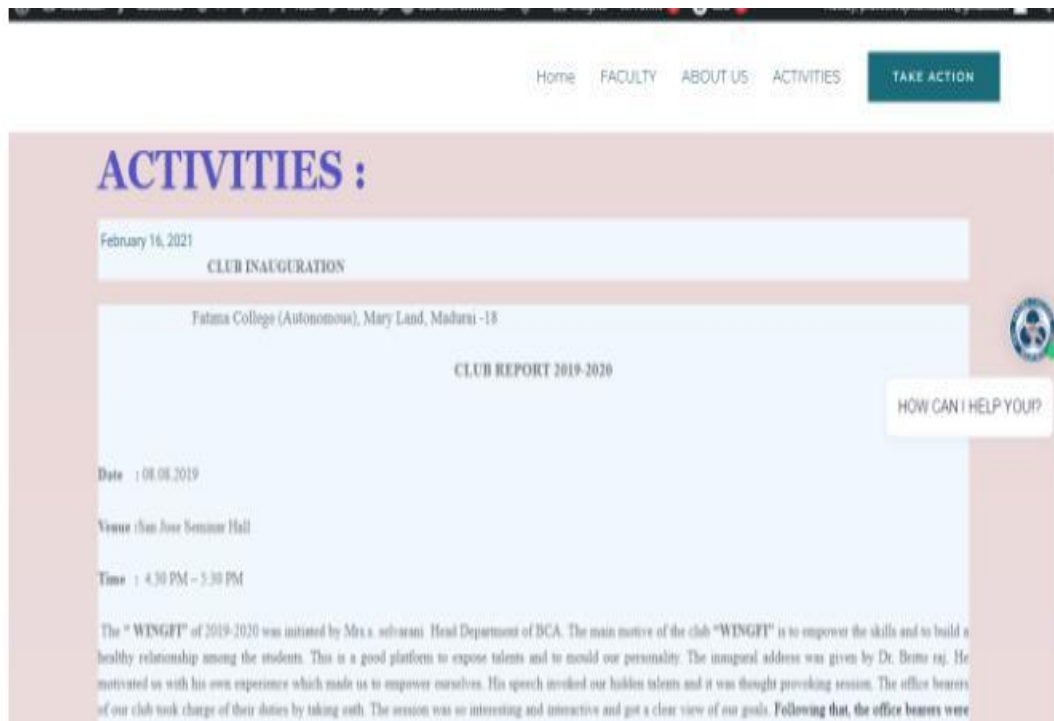 Home FACULTY ABOUT US ACTIVITIES TAKE ACTION
ACTIVITIES :
February 16, 2021
CLUB INAUGURATION
Fatima College (Autonomous), Mary Land, Madurai -18
CLUB REPORT 2019-2020
HOW CAN I HELP YOU!?
Date : 08.08.2019
Venue :San Jose Seminar Hall
Time : 4.30 PM – 5:30 PM
The “ WINGFI” of 2019-2020 was initiated by Mrs.s. selvarani Head Department of BCA. The main motive of the club “WINGFI” is to empower the skills and to build a
healthy relationship among the students. This is a good platform to expose talents and to mould our personality. The inaugural address was given by Dr. Britto raj. He
motivated us with his own experience which made us to empower ourselves. His speech invoked our hidden talents and it was thought provoking session. The office bearers
of our club took charge of their duties by taking oath. The session was so interesting and interactive and got a clear view of our goals. Following that, the office bearers were